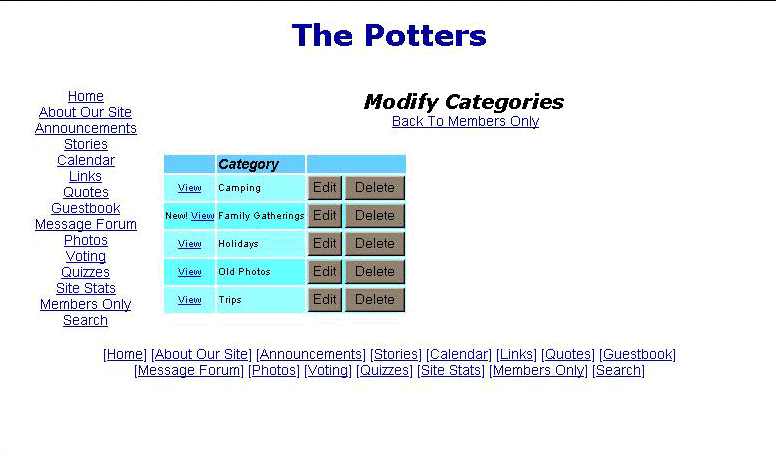 The Potters
Home
About Our Site
Announcements
Stories
Calendar
Links
Quotes
Guestbook
Message Forum
Photos
Voting
Quizzes
Site Stats
Members Only
Search
Modify Categories
Back To Members Only
Category
View Camping Edit Delete
New! View Family Gatherings Edit Delete
View Holidays Edit Delete
View Old Photos Edit Delete
View Trips Edit Delete
[Home] [About Our Site] [Announcements] [Stories] [Calendar] [Links] [Quotes] [Guestbook]
[Message Forum] [Photos] [Voting] [Quizzes] [Site Stats] [Members Only] [Search]